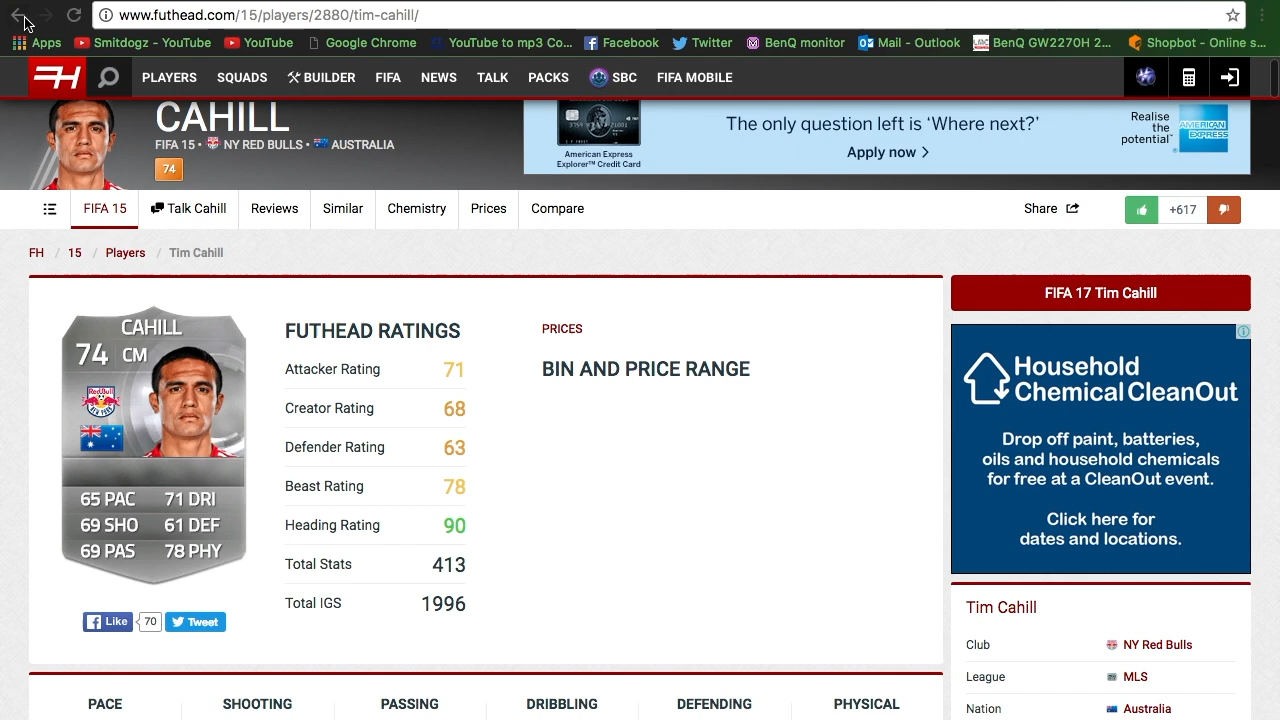 www.futhead.com/15/players/2880/tim-cahill/
Apps Smitdogz - YouTube YouTube Google Chrome YouTube to mp3 Co... Facebook Twitter BenQ monitor Mail - Outlook BenQ GW2270H 2... Shopbot - Online s...
FH PLAYERS SQUADS BUILDER FIFA NEWS TALK PACKS SBC FIFA MOBILE
CAHILL
FIFA 15 • NY RED BULLS • AUSTRALIA
74
American Express
Explorer™ Credit Card
The only question left is ‘Where next?’
Apply now >
Realise
the
potential™
AMERICAN
EXPRESS
FIFA 15 Talk Cahill Reviews Similar Chemistry Prices Compare Share +617
FH / 15 / Players / Tim Cahill
CAHILL
74 CM
RedBull
NEW YORK
65 PAC 71 DRI
69 SHO 61 DEF
69 PAS 78 PHY
Like 70 Tweet
FUTHEAD RATINGS
Attacker Rating 71
Creator Rating 68
Defender Rating 63
Beast Rating 78
Heading Rating 90
Total Stats 413
Total IGS 1996
PRICES
BIN AND PRICE RANGE
FIFA 17 Tim Cahill
Household
Chemical CleanOut
Drop off paint, batteries,
oils and household chemicals
for free at a CleanOut event.
Click here for
dates and locations.
Tim Cahill
Club NY Red Bulls
League MLS
Nation Australia
PACE SHOOTING PASSING DRIBBLING DEFENDING PHYSICAL